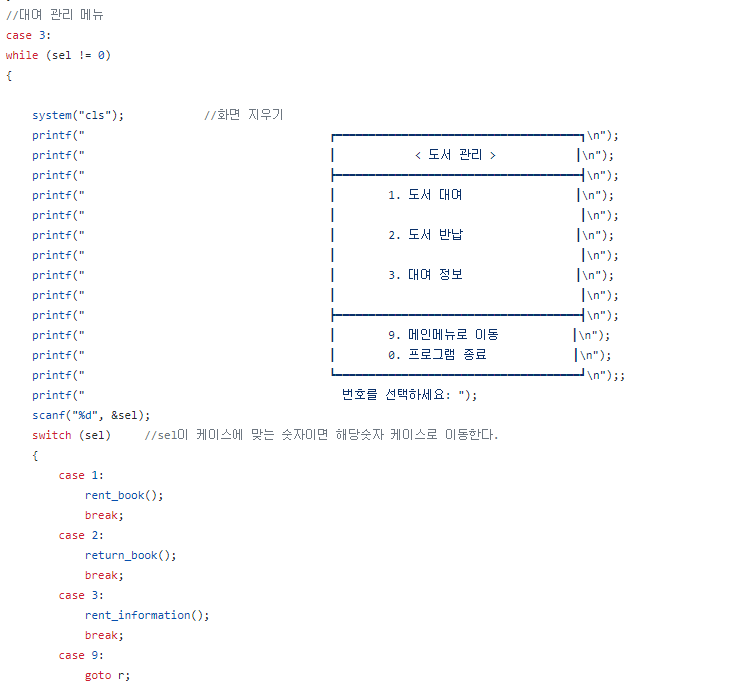 //대여 관리 메뉴
case 3:
while (sel != 0)
{
system("cls");            //화면 지우기
printf("                                     ┏━━━━━━━━━━━━━━━━━━━━━━━━━━━━━━━━━━━━━┓\n");
printf("                                     ┃            < 도서 관리 >            ┃\n");
printf("                                     ┣━━━━━━━━━━━━━━━━━━━━━━━━━━━━━━━━━━━━━┫\n");
printf("                                     ┃        1. 도서 대여                 ┃\n");
printf("                                     ┃                                     ┃\n");
printf("                                     ┃        2. 도서 반납                 ┃\n");
printf("                                     ┃                                     ┃\n");
printf("                                     ┃        3. 대여 정보                 ┃\n");
printf("                                     ┃                                     ┃\n");
printf("                                     ┣━━━━━━━━━━━━━━━━━━━━━━━━━━━━━━━━━━━━━┫\n");
printf("                                     ┃        9. 메인메뉴로 이동           ┃\n");
printf("                                     ┃        0. 프로그램 종료             ┃\n");
printf("                                     ┗━━━━━━━━━━━━━━━━━━━━━━━━━━━━━━━━━━━━━┛\n");;
printf("                                       번호를 선택하세요: ");
scanf("%d", &sel);
switch (sel)     //sel이 케이스에 맞는 숫자이면 해당숫자 케이스로 이동한다.
{
case 1:
rent_book();
break;
case 2:
return_book();
break;
case 3:
rent_information();
break;
case 9:
goto r;